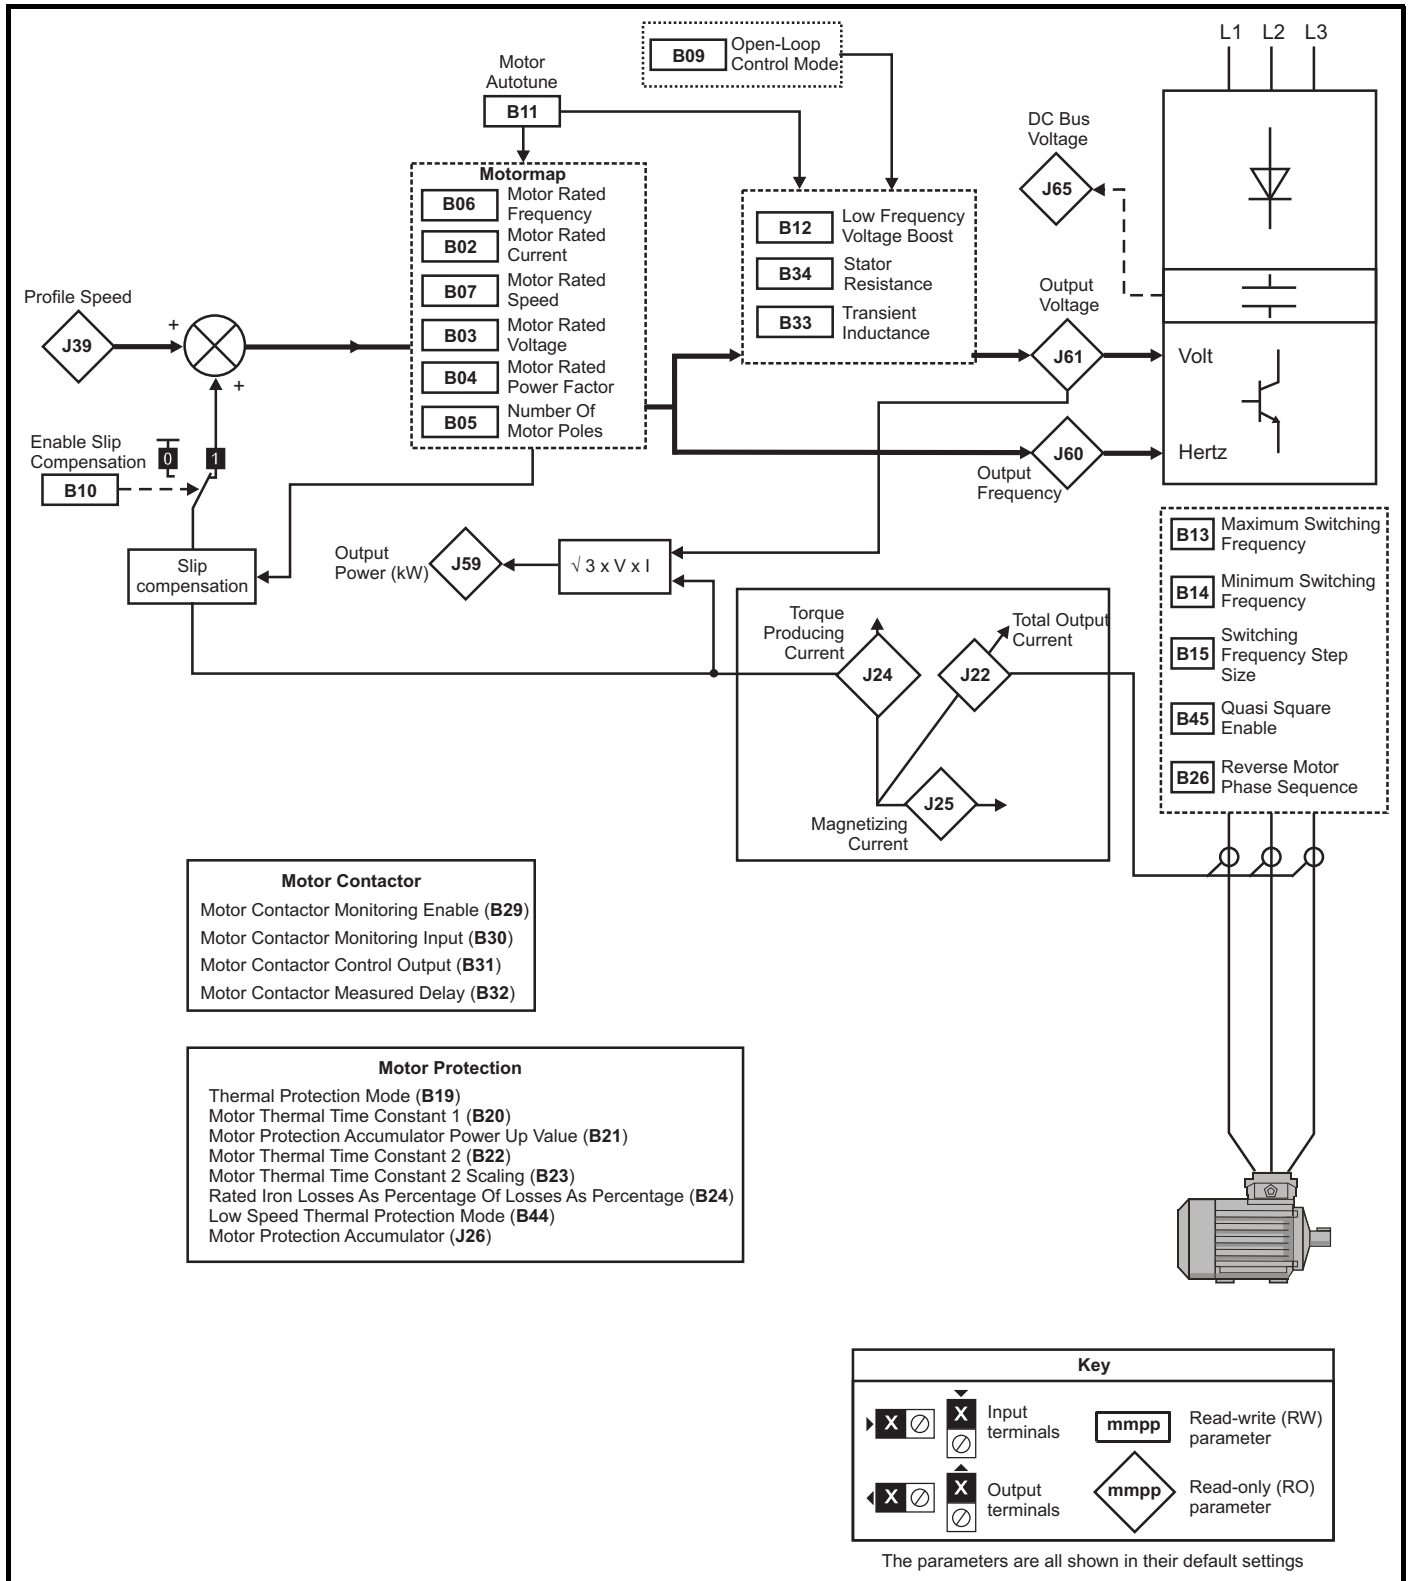 L1 L2 L3
B09
Open-Loop
Control Mode
Motor
Autotune
B11
DC Bus
Voltage
J65
Motormap
B06
Motor Rated
Frequency
B02
Motor Rated
Current
B07
Motor Rated
Speed
B03
Motor Rated
Voltage
B04
Motor Rated
Power Factor
B05
Number Of
Motor Poles
B12
Low Frequency
Voltage Boost
B34
Stator
Resistance
B33
Transient
Inductance
Profile Speed
J39
+
+
Output
Voltage
J61
Volt
Hertz
J60
Output
Frequency
Enable Slip
Compensation
B10
0
1
Slip
compensation
Output
Power (kW)
J59
√ 3 x V x I
Torque
Producing
Current
J24
Total Output
Current
J22
J25
Magnetizing
Current
B13
Maximum Switching
Frequency
B14
Minimum Switching
Frequency
B15
Switching
Frequency Step
Size
B45
Quasi Square
Enable
B26
Reverse Motor
Phase Sequence
Motor Contactor
Motor Contactor Monitoring Enable (B29)
Motor Contactor Monitoring Input (B30)
Motor Contactor Control Output (B31)
Motor Contactor Measured Delay (B32)
Motor Protection
Thermal Protection Mode (B19)
Motor Thermal Time Constant 1 (B20)
Motor Protection Accumulator Power Up Value (B21)
Motor Thermal Time Constant 2 (B22)
Motor Thermal Time Constant 2 Scaling (B23)
Rated Iron Losses As Percentage Of Losses As Percentage (B24)
Low Speed Thermal Protection Mode (B44)
Motor Protection Accumulator (J26)
Key
X
X
Input
terminals
mmpp
Read-write (RW)
parameter
X
X
Output
terminals
mmpp
Read-only (RO)
parameter
The parameters are all shown in their default settings